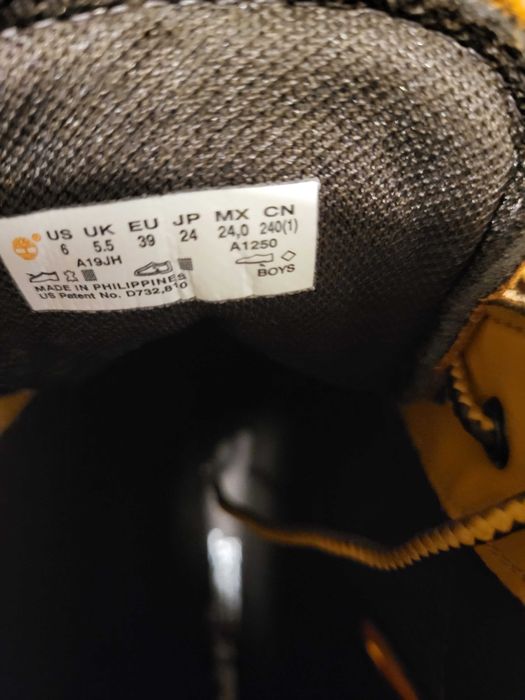 ® US UK EU JP MX CN
6 5.5 39 24 24,0 240(1)
A19JH A1250
BOYS
MADE IN PHILIPPINES
US Patent No. D732,810